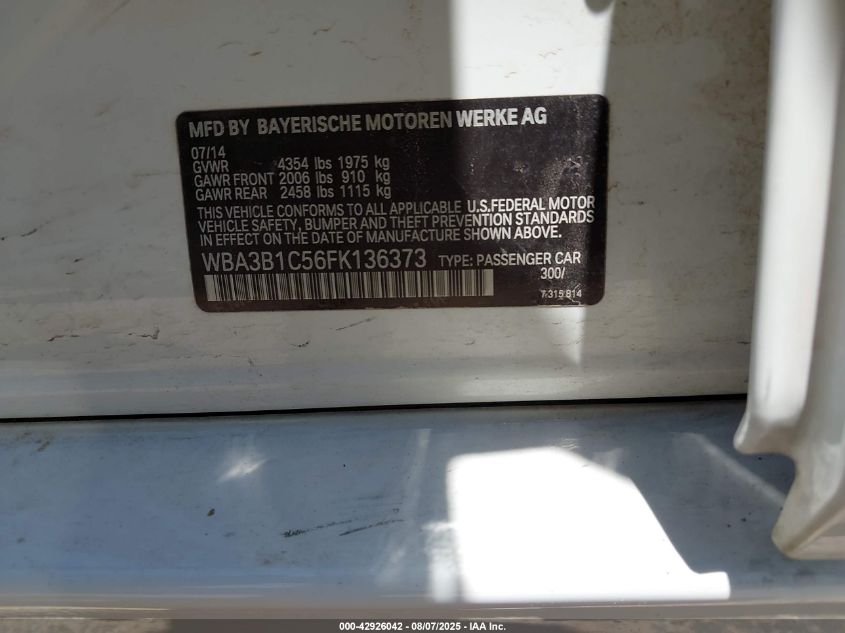 MFD BY BAYERISCHE MOTOREN WERKE AG
07/14
GVWR 4354 lbs 1975 kg
GAWR FRONT 2006 lbs 910 kg
GAWR REAR 2458 lbs 1115 kg
THIS VEHICLE CONFORMS TO ALL APPLICABLE U.S.FEDERAL MOTOR
VEHICLE SAFETY, BUMPER AND THEFT PREVENTION STANDARDS
IN EFFECT ON THE DATE OF MANUFACTURE SHOWN ABOVE.
WBA3B1C56FK136373 TYPE: PASSENGER CAR
300/
7 315 814
000-42926042 - 08/07/2025 - IAA Inc.